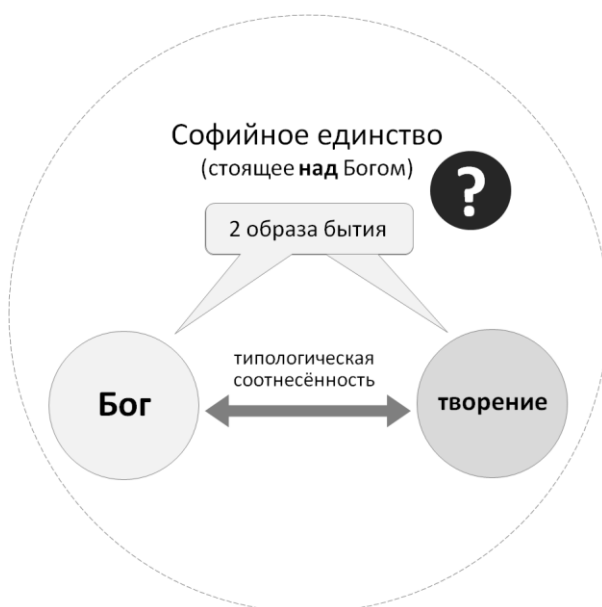 Софийное единство
(стоящее над Богом)
?
2 образа бытия
типологическая
соотнесённость
Бог
творение